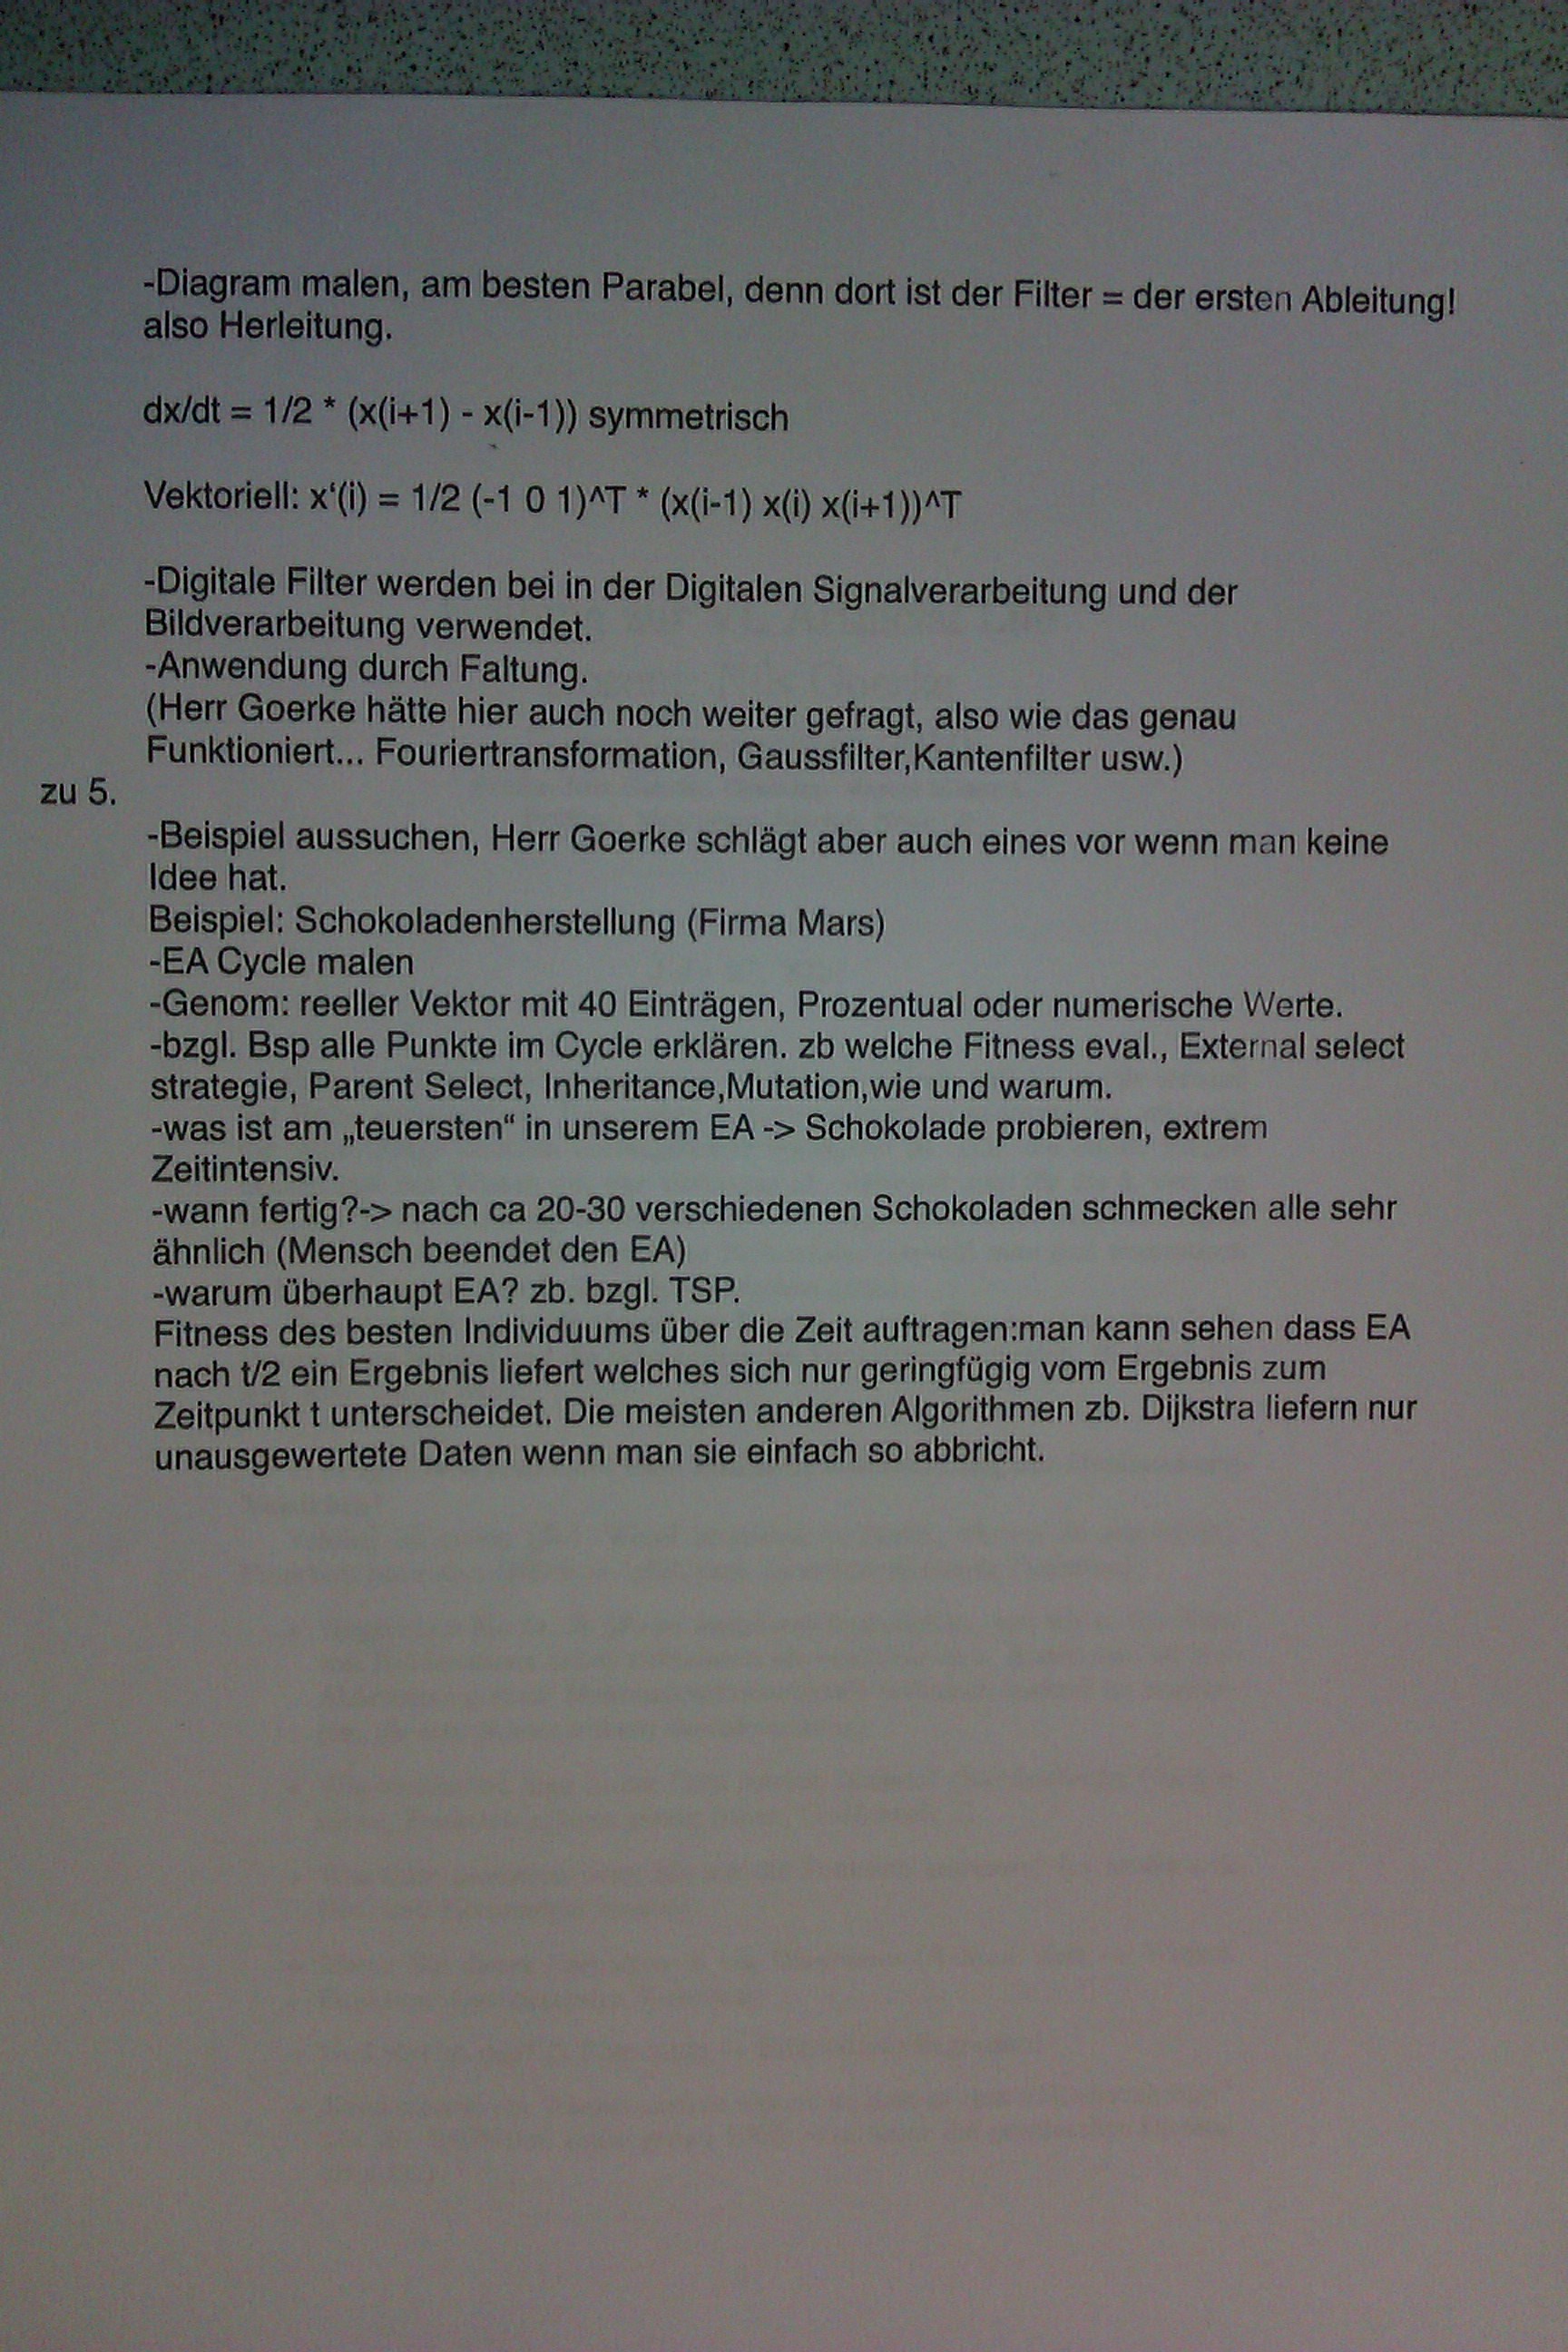 -Diagram malen, am besten Parabel, denn dort ist der Filter = der ersten Ableitung!
also Herleitung.
dx/dt = 1/2 * (x(i+1) - x(i-1)) symmetrisch
Vektoriell: x‘(i) = 1/2 (-1 0 1)^T * (x(i-1) x(i) x(i+1))^T
-Digitale Filter werden bei in der Digitalen Signalverarbeitung und der
Bildverarbeitung verwendet.
-Anwendung durch Faltung.
(Herr Goerke hätte hier auch noch weiter gefragt, also wie das genau
Funktioniert... Fouriertransformation, Gaussfilter,Kantenfilter usw.)
zu 5.
-Beispiel aussuchen, Herr Goerke schlägt aber auch eines vor wenn man keine
Idee hat.
Beispiel: Schokoladenherstellung (Firma Mars)
-EA Cycle malen
-Genom: reeller Vektor mit 40 Einträgen, Prozentual oder numerische Werte.
-bzgl. Bsp alle Punkte im Cycle erklären. zb welche Fitness eval., External select
strategie, Parent Select, Inheritance,Mutation,wie und warum.
-was ist am „teuersten“ in unserem EA -> Schokolade probieren, extrem
Zeitintensiv.
-wann fertig?-> nach ca 20-30 verschiedenen Schokoladen schmecken alle sehr
ähnlich (Mensch beendet den EA)
-warum überhaupt EA? zb. bzgl. TSP.
Fitness des besten Individuums über die Zeit auftragen:man kann sehen dass EA
nach t/2 ein Ergebnis liefert welches sich nur geringfügig vom Ergebnis zum
Zeitpunkt t unterscheidet. Die meisten anderen Algorithmen zb. Dijkstra liefern nur
unausgewertete Daten wenn man sie einfach so abbricht.